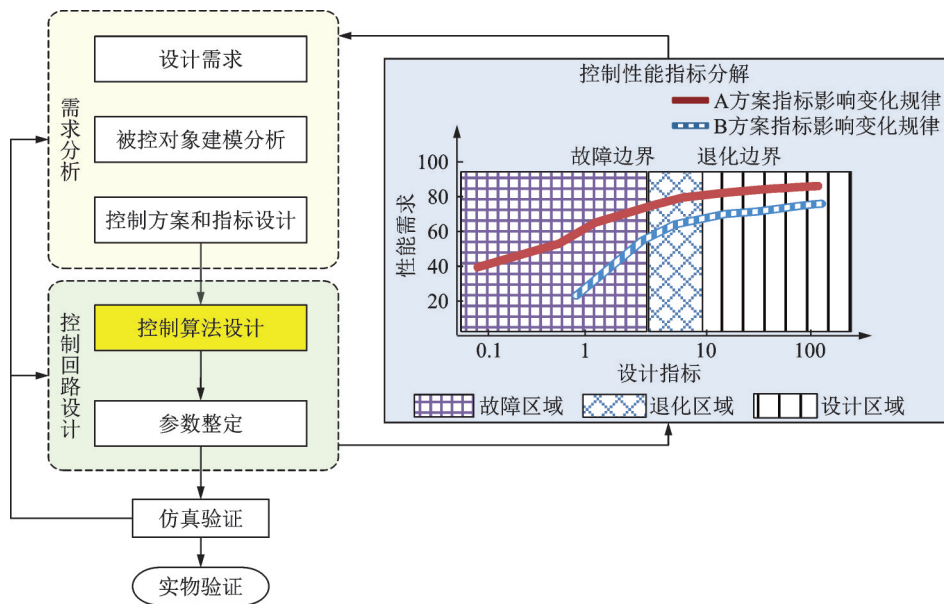 需求分析
设计需求
被控对象建模分析
控制方案和指标设计
控制回路设计
控制算法设计
参数整定
仿真验证
实物验证
控制性能指标分解
A方案指标影响变化规律
B方案指标影响变化规律
故障边界 退化边界
性能需求
100
80
60
40
20
0.1 1 10 100
设计指标
故障区域 退化区域 设计区域